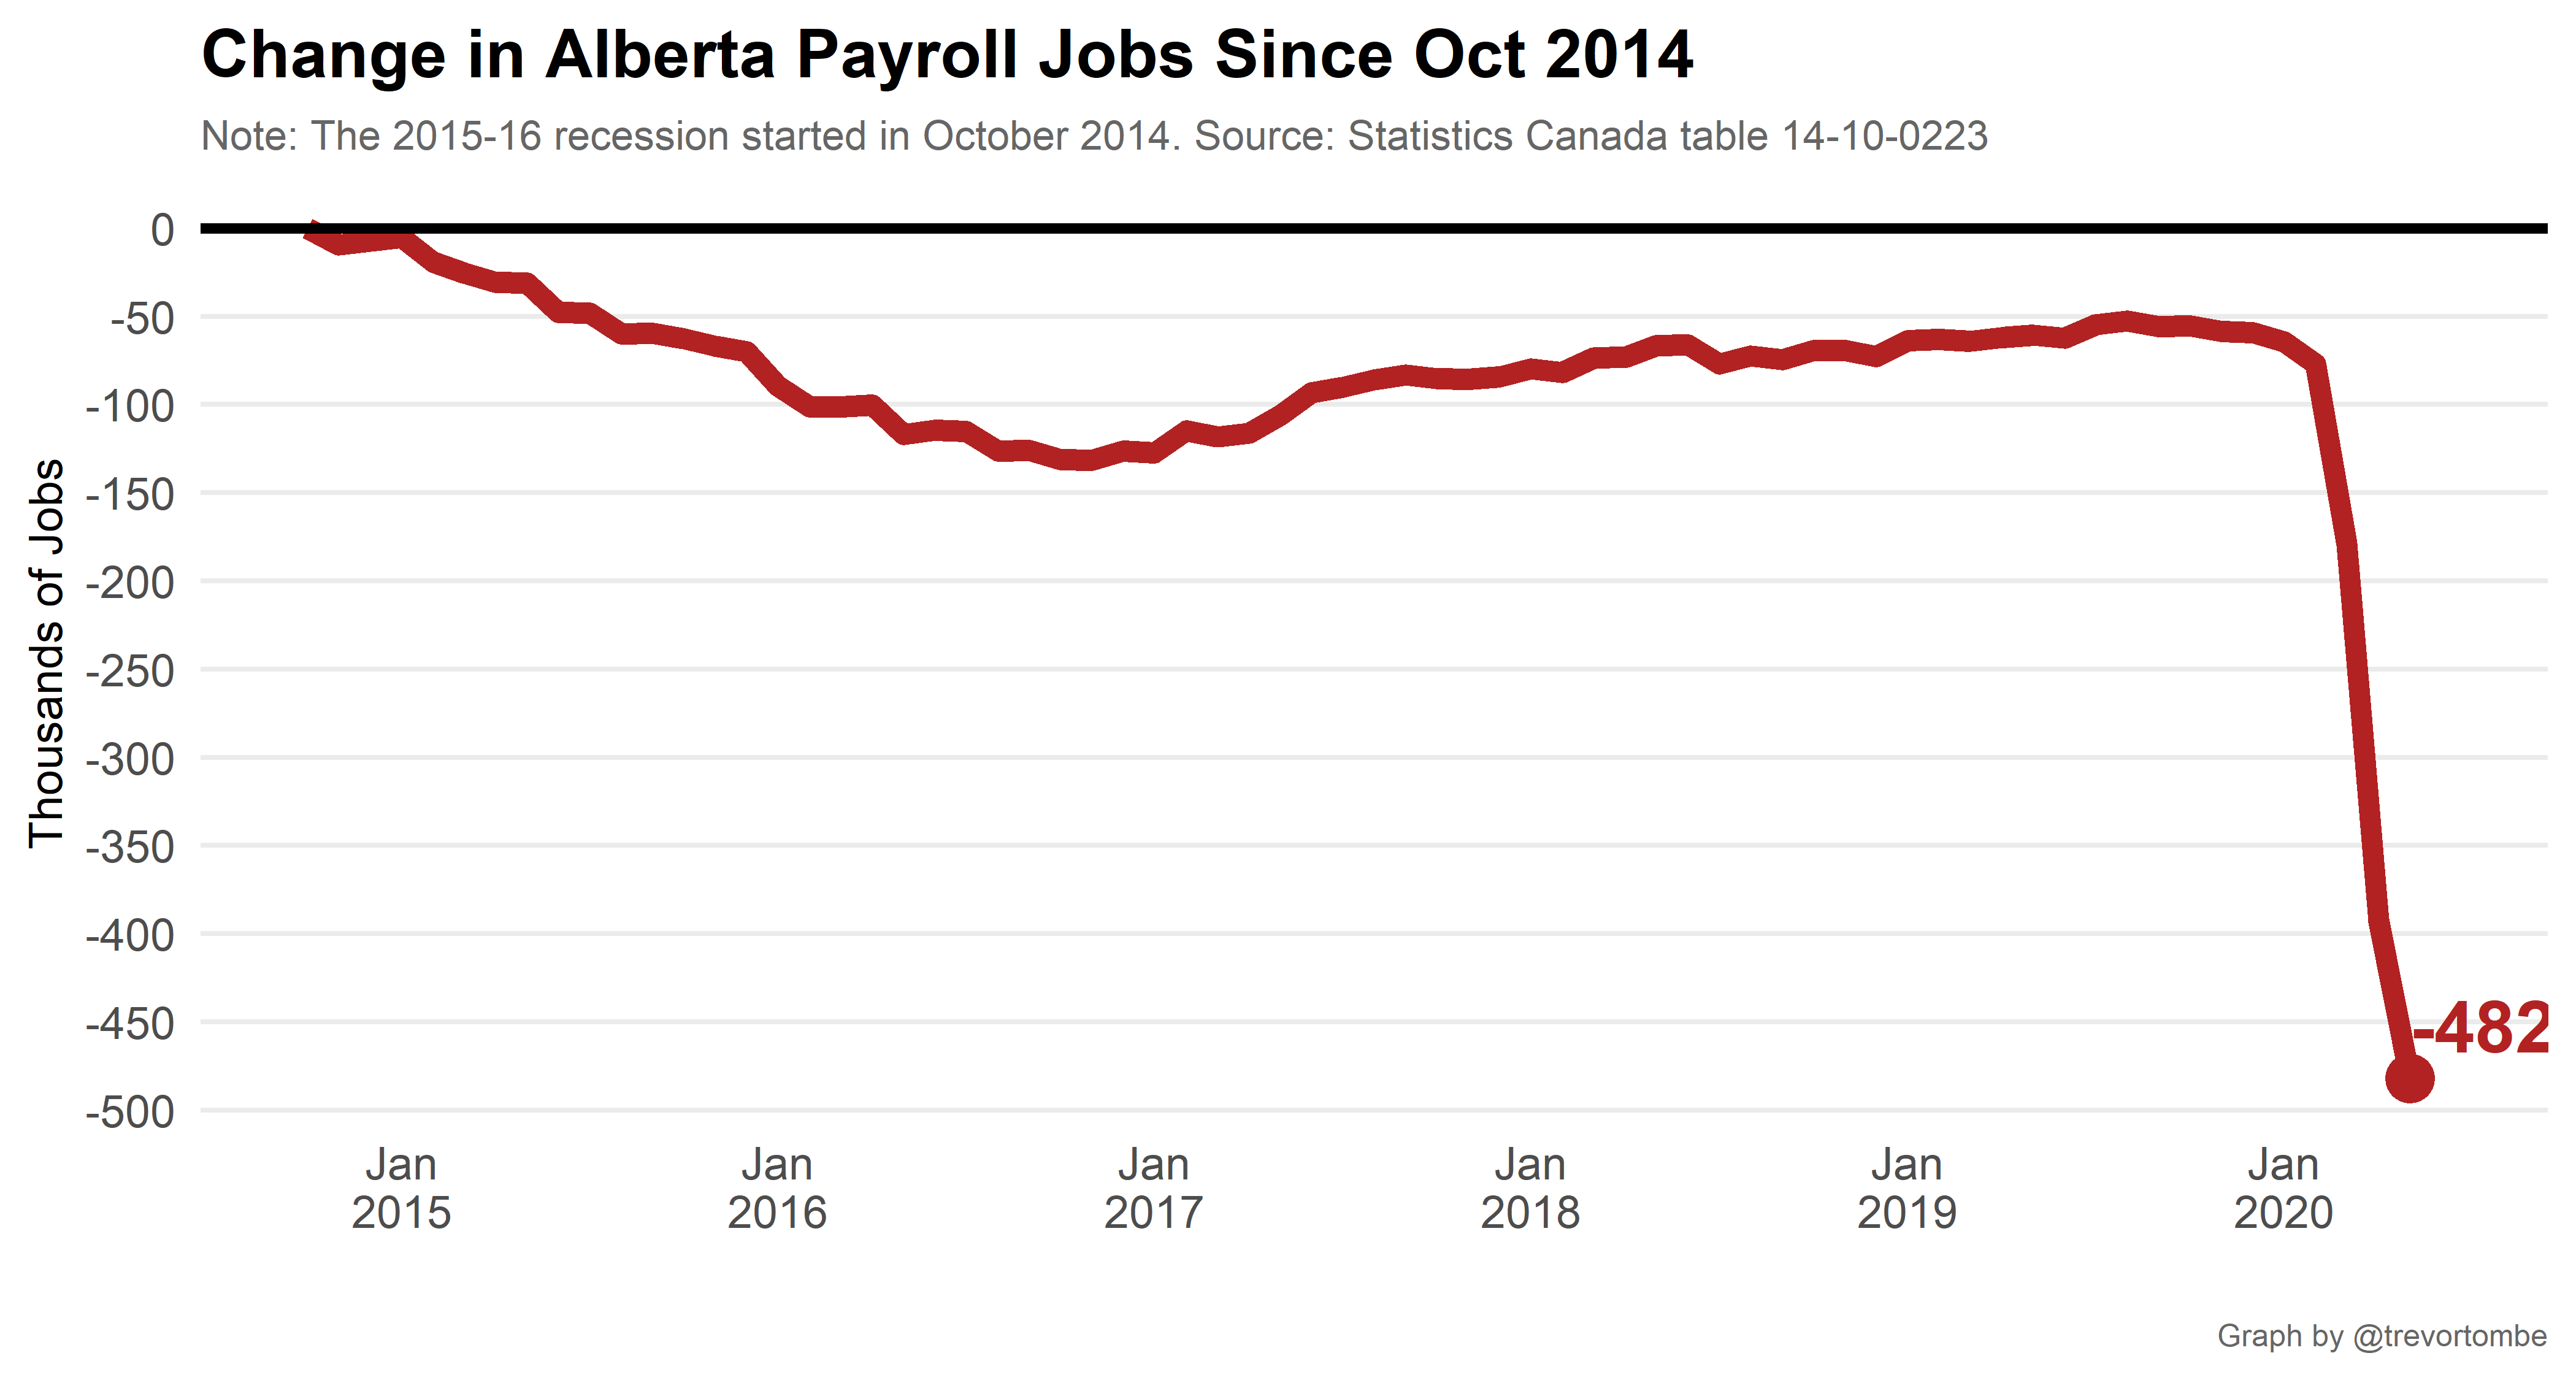 Change in Alberta Payroll Jobs Since Oct 2014
Note: The 2015-16 recession started in October 2014. Source: Statistics Canada table 14-10-0223
Thousands of Jobs
0
-50
-100
-150
-200
-250
-300
-350
-400
-450
-500
-482
Jan
2015
Jan
2016
Jan
2017
Jan
2018
Jan
2019
Jan
2020
Graph by @trevortombe